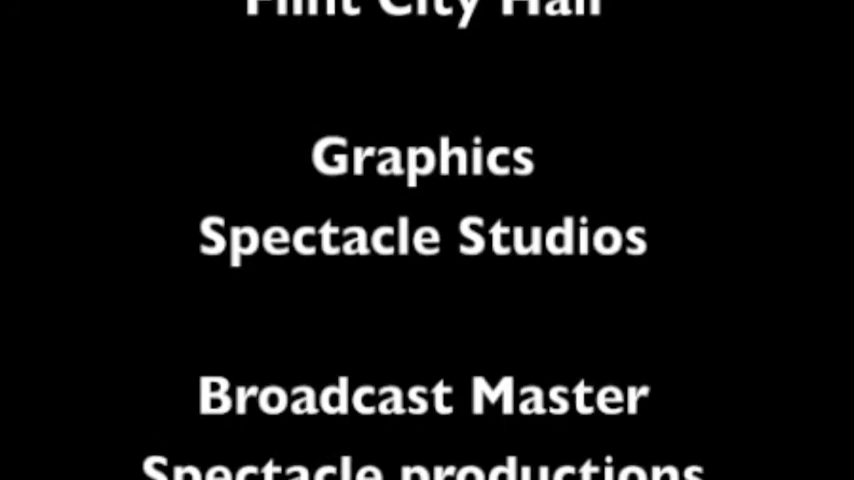 Flint City Hall
Graphics
Spectacle Studios
Broadcast Master
Spectacle productions